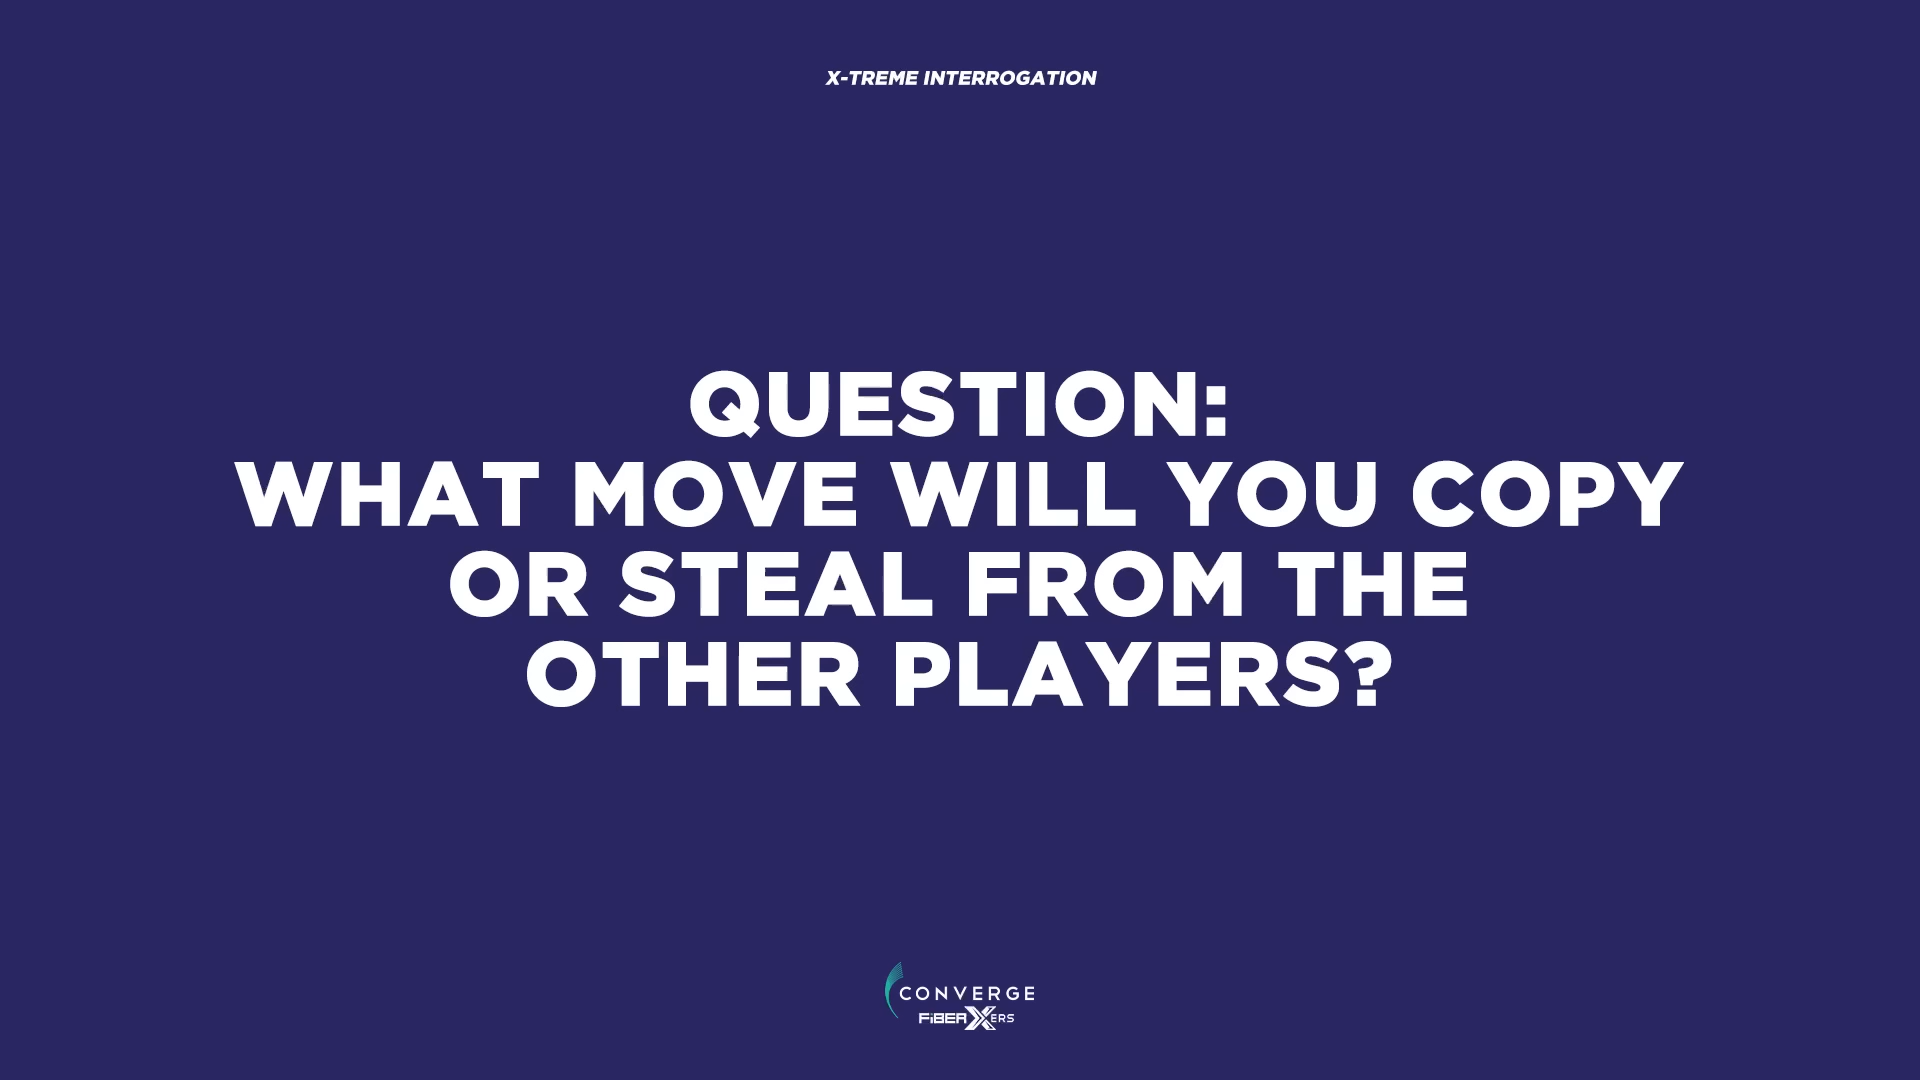 X-TREME INTERROGATION
QUESTION:
WHAT MOVE WILL YOU COPY
OR STEAL FROM THE
OTHER PLAYERS?
CONVERGE
FiBERXERS